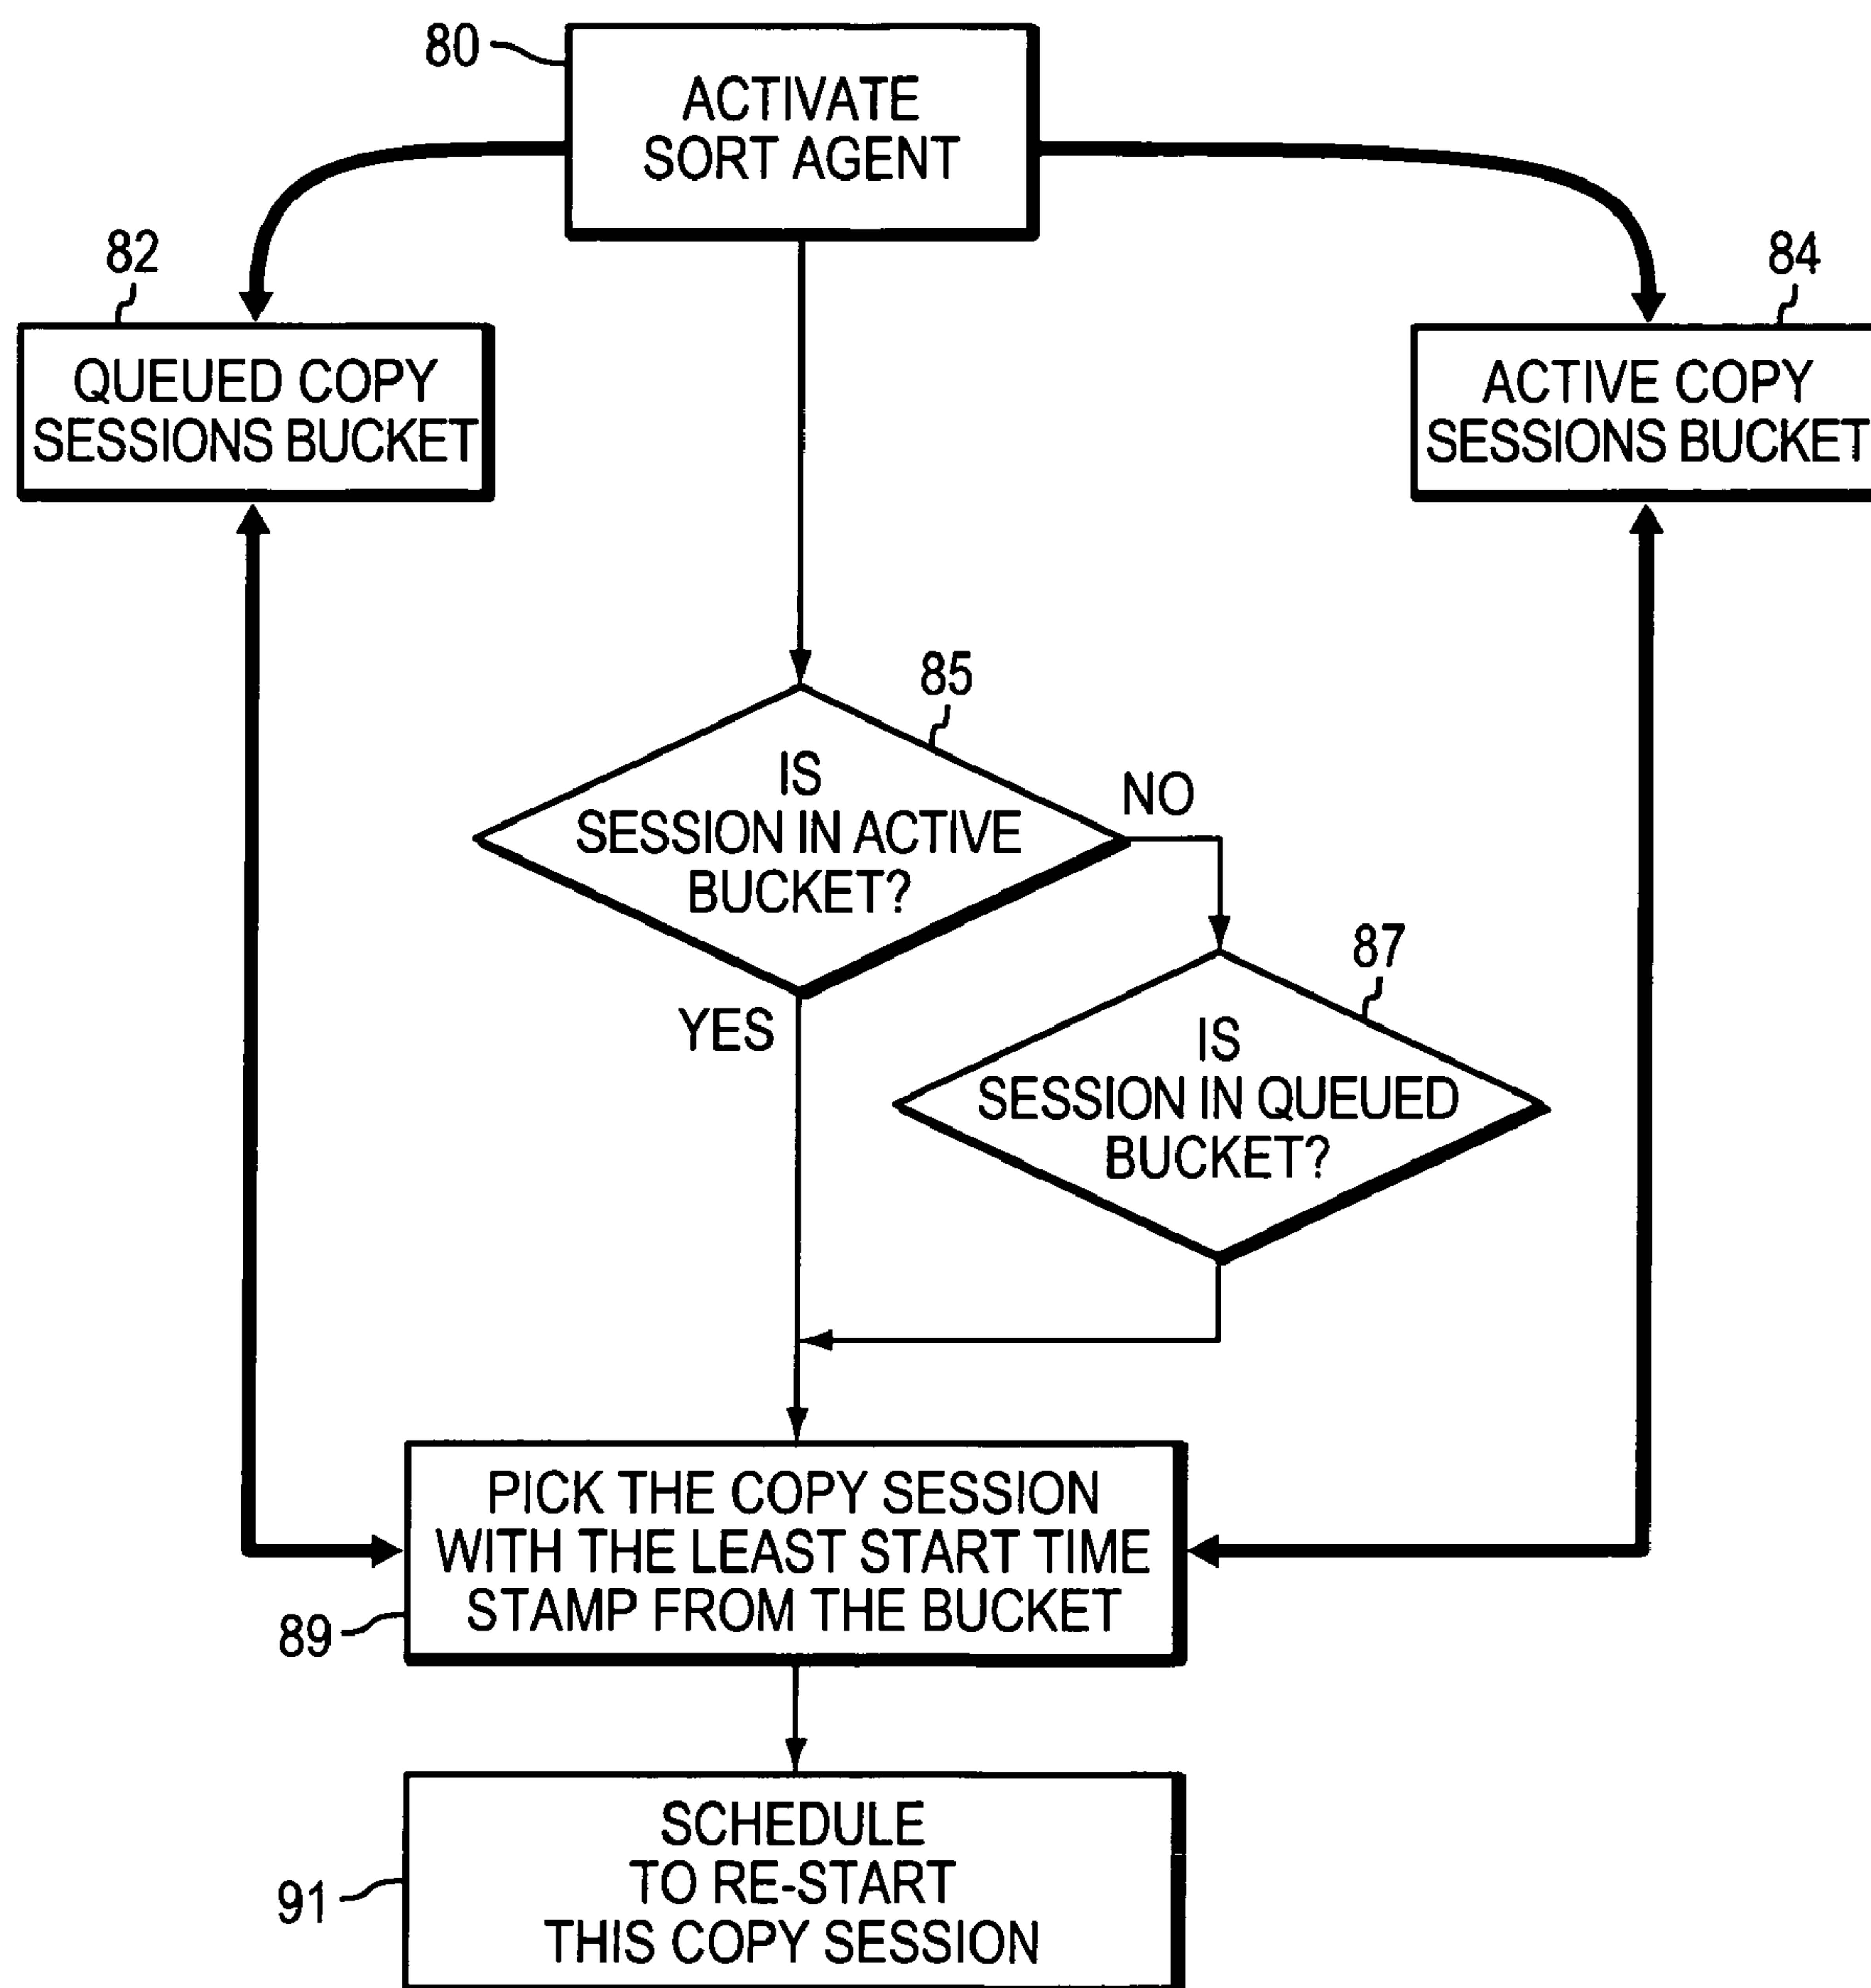 80
ACTIVATE
SORT AGENT
82
QUEUED COPY
SESSIONS BUCKET
84
ACTIVE COPY
SESSIONS BUCKET
85
IS
SESSION IN ACTIVE
BUCKET?
NO
YES
87
IS
SESSION IN QUEUED
BUCKET?
PICK THE COPY SESSION
WITH THE LEAST START TIME
STAMP FROM THE BUCKET
89
SCHEDULE
TO RE-START
THIS COPY SESSION
91